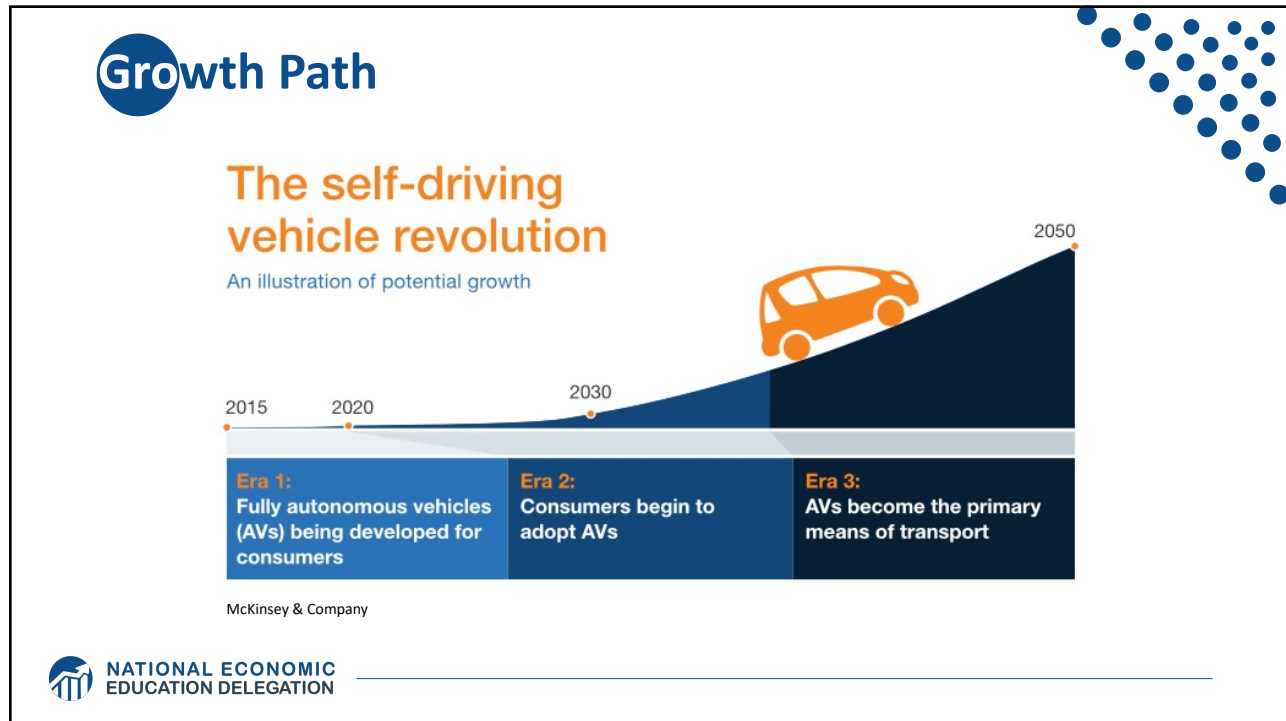 Growth Path
The self-driving
vehicle revolution
An illustration of potential growth
2015
2020
2030
2050
Era 1:
Fully autonomous vehicles
(AVs) being developed for
consumers
Era 2:
Consumers begin to
adopt AVs
Era 3:
AVs become the primary
means of transport
McKinsey & Company
NATIONAL ECONOMIC
EDUCATION DELEGATION